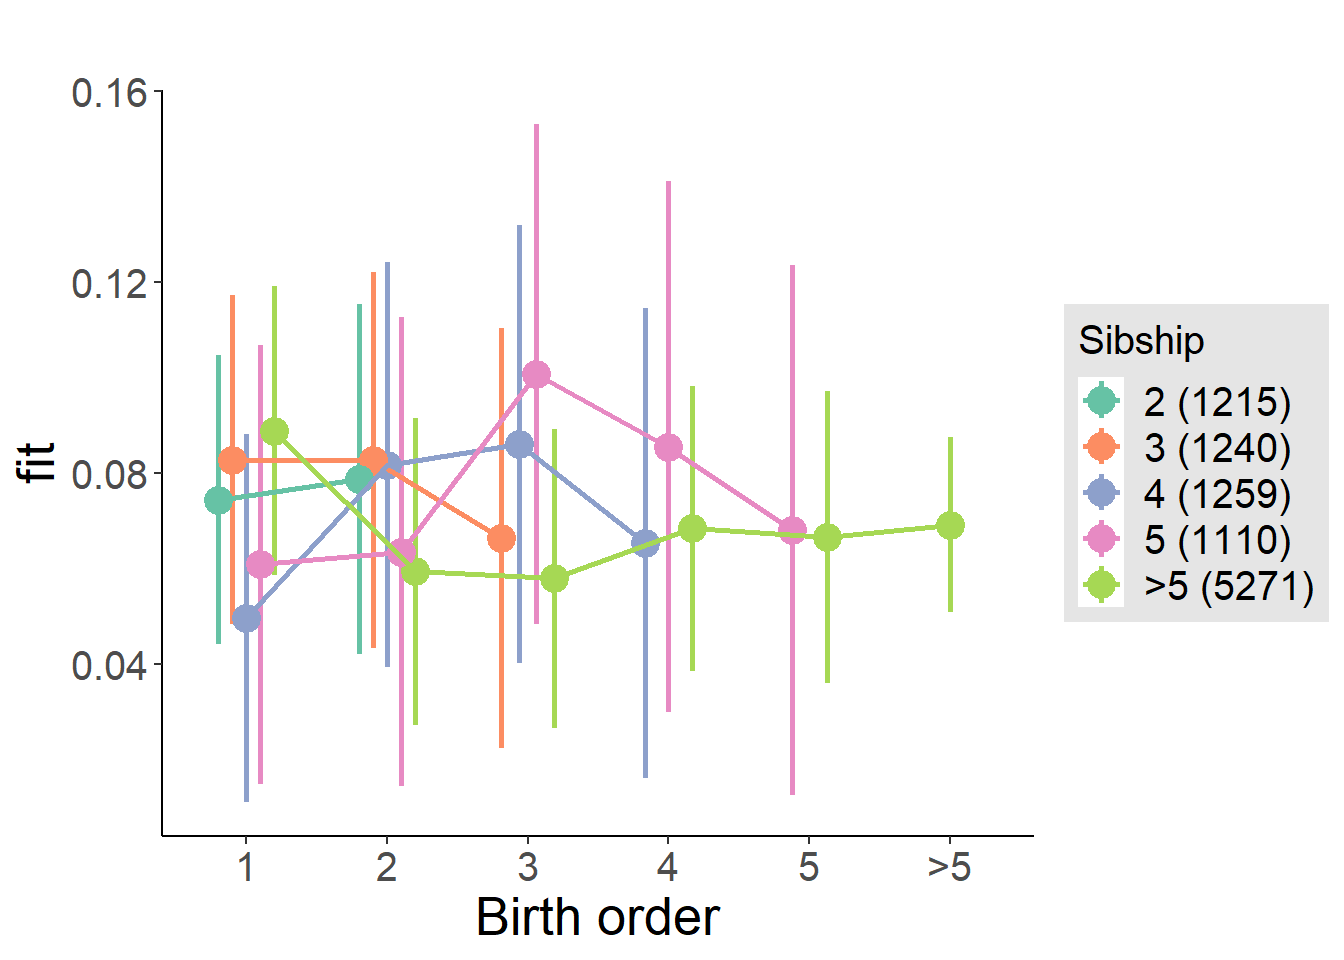 0.16
0.12
0.08
0.04
fit
1 2 3 4 5 >5
Birth order
Sibship
2 (1215)
3 (1240)
4 (1259)
5 (1110)
>5 (5271)